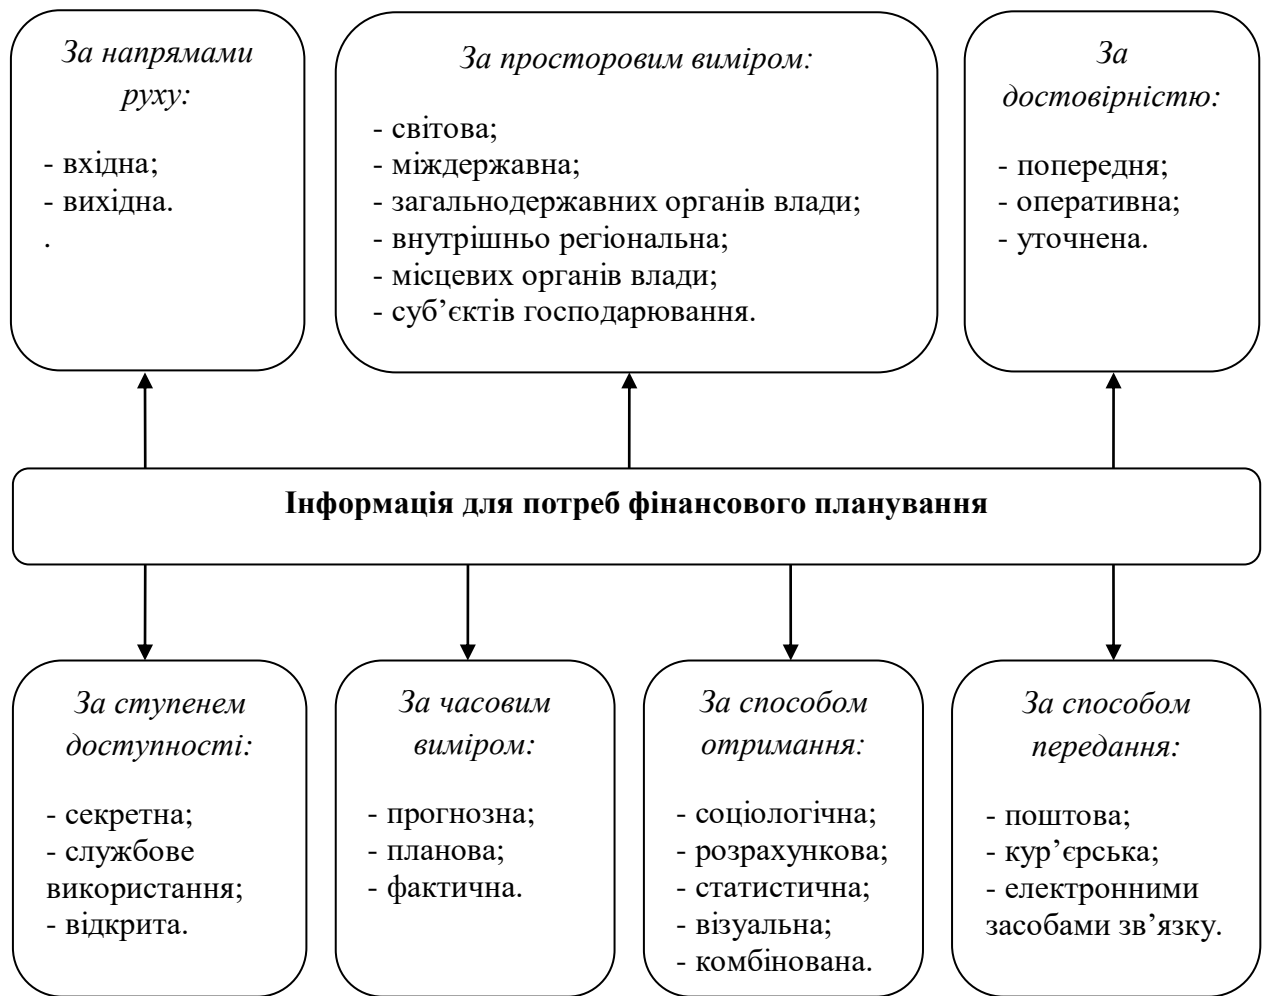 За напрямами
руху:
- вхідна;
- вихідна.
.
За просторовим виміром:
- світова;
- міждержавна;
- загальнодержавних органів влади;
- внутрішньо регіональна;
- місцевих органів влади;
- суб’єктів господарювання.
За
достовірністю:
- попередня;
- оперативна;
- уточнена.
Інформація для потреб фінансового планування
За ступенем
доступності:
- секретна;
- службове
використання;
- відкрита.
За часовим
виміром:
- прогнозна;
- планова;
- фактична.
За способом
отримання:
- соціологічна;
- розрахункова;
- статистична;
- візуальна;
- комбінована.
За способом
передання:
- поштова;
- кур’єрська;
- електронними
засобами зв’язку.